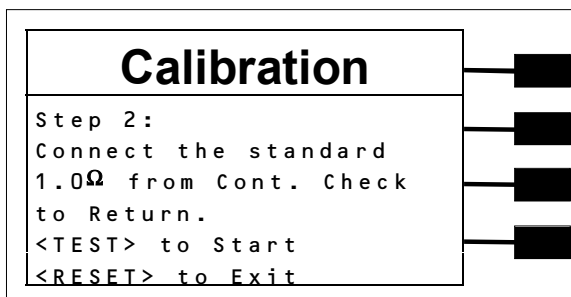 Calibration
Step 2:
Connect the standard
1.0Ω from Cont. Check
to Return.
<TEST> to Start
<RESET> to Exit